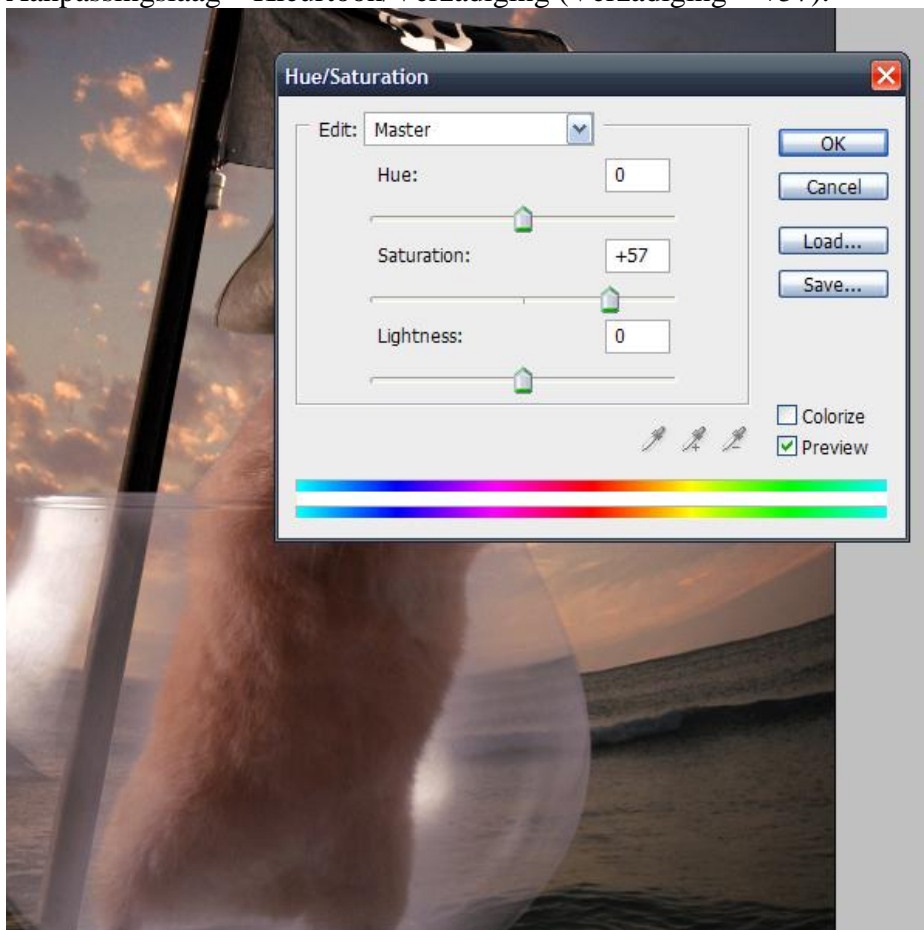 Hue/Saturation
Edit: Master
OK
Hue: 0
Cancel
Load...
Saturation: +57
Save...
Lightness: 0
Colorize
Preview